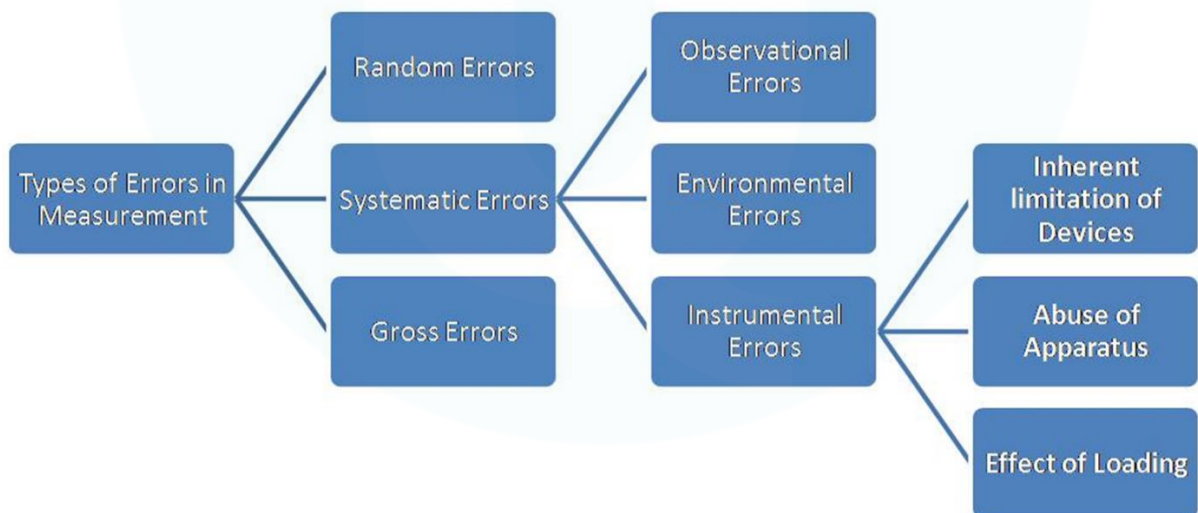 Types of Errors in
Measurement
Random Errors
Systematic Errors
Gross Errors
Observational
Errors
Environmental
Errors
Instrumental
Errors
Inherent
limitation of
Devices
Abuse of
Apparatus
Effect of Loading